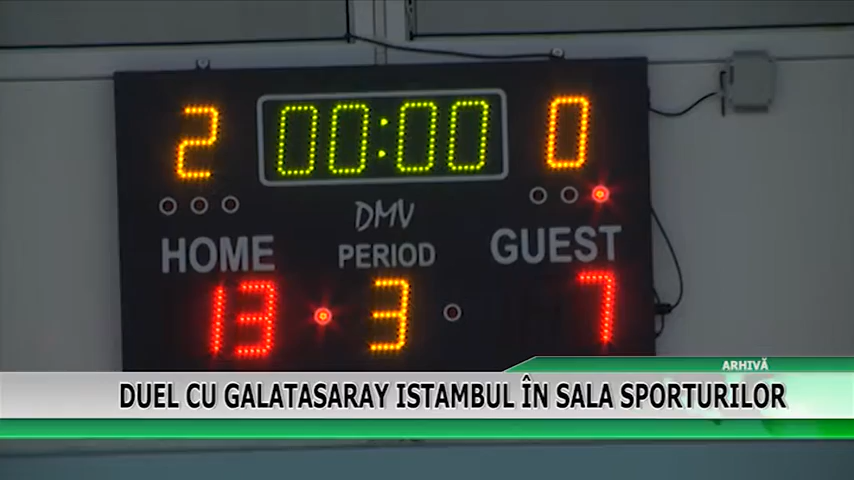 2 00:00 0
DMV
HOME PERIOD GUEST
13 3 7
ARHIVĂ
DUEL CU GALATASARAY ISTAMBUL ÎN SALA SPORTURILOR